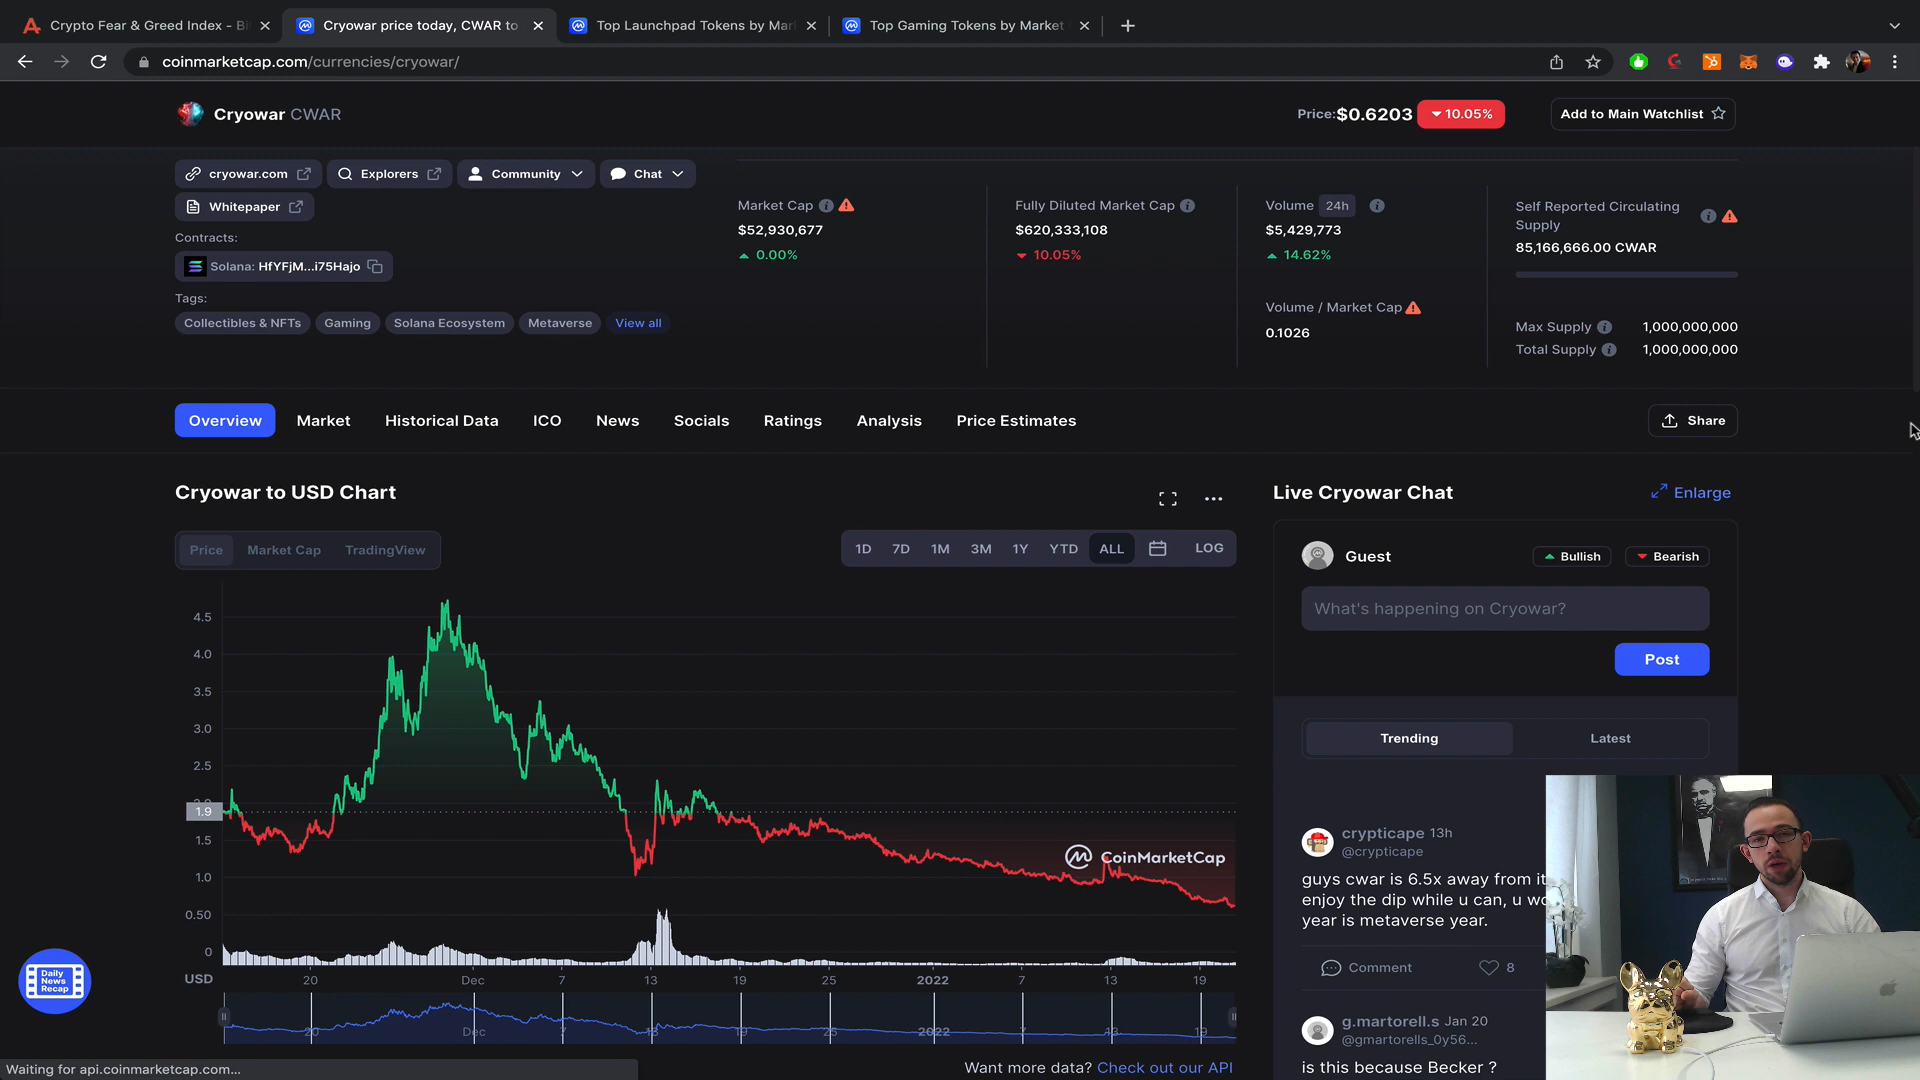 Crypto Fear & Greed Index - Bi
Cryowar price today, CWAR to
Top Launchpad Tokens by Mar
Top Gaming Tokens by Market
coinmarketcap.com/currencies/cryowar/
Cryowar CWAR
Price: $0.6203
10.05%
Add to Main Watchlist
cryowar.com
Explorers
Community
Chat
Whitepaper
Contracts:
Solana: HfYFjM...i75Hajo
Tags:
Collectibles & NFTs
Gaming
Solana Ecosystem
Metaverse
View all
Market Cap
$52,930,677
0.00%
Fully Diluted Market Cap
$620,333,108
10.05%
Volume 24h
$5,429,773
14.62%
Volume / Market Cap
0.1026
Self Reported Circulating
Supply
85,166,666.00 CWAR
Max Supply 1,000,000,000
Total Supply 1,000,000,000
Overview
Market
Historical Data
ICO
News
Socials
Ratings
Analysis
Price Estimates
Share
Cryowar to USD Chart
Price
Market Cap
TradingView
1D
7D
1M
3M
1Y
YTD
ALL
LOG
4.5
4.0
3.5
3.0
2.5
1.9
1.5
1.0
0.50
0
USD
CoinMarketCap
20
Dec
7
13
19
25
2022
7
13
19
20
Dec
7
13
19
25
2022
7
13
19
Want more data? Check out our API
Live Cryowar Chat
Enlarge
Guest
Bullish
Bearish
What's happening on Cryowar?
Post
Trending
Latest
crypticape 13h
@crypticape
guys cwar is 6.5x away from it
enjoy the dip while u can, u wo
year is metaverse year.
Comment
8
g.martorell.s Jan 20
@gmartorells_0y56...
is this because Becker ?
Daily
News
Recap
Waiting for api.coinmarketcap.com...